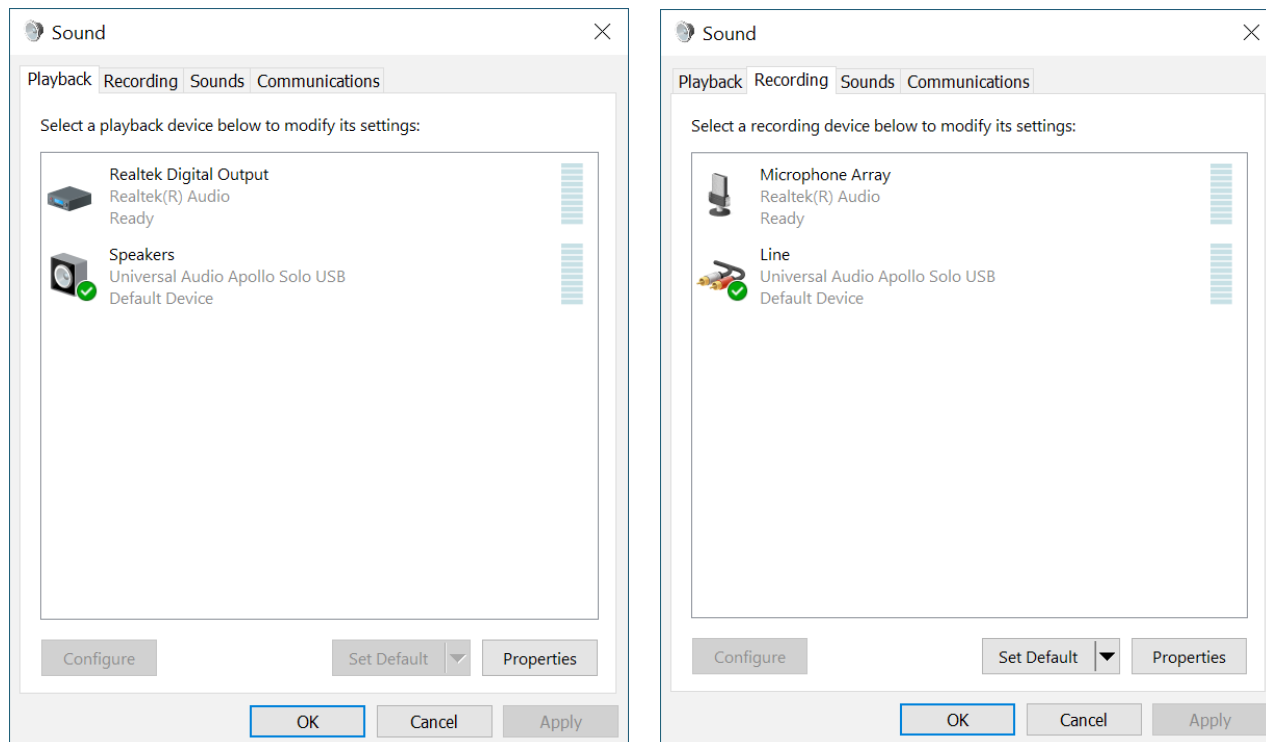 Sound
Playback Recording Sounds Communications
Select a playback device below to modify its settings:
Realtek Digital Output
Realtek(R) Audio
Ready
Speakers
Universal Audio Apollo Solo USB
Default Device
Configure Set Default Properties
OK Cancel Apply
Sound
Playback Recording Sounds Communications
Select a recording device below to modify its settings:
Microphone Array
Realtek(R) Audio
Ready
Line
Universal Audio Apollo Solo USB
Default Device
Configure Set Default Properties
OK Cancel Apply